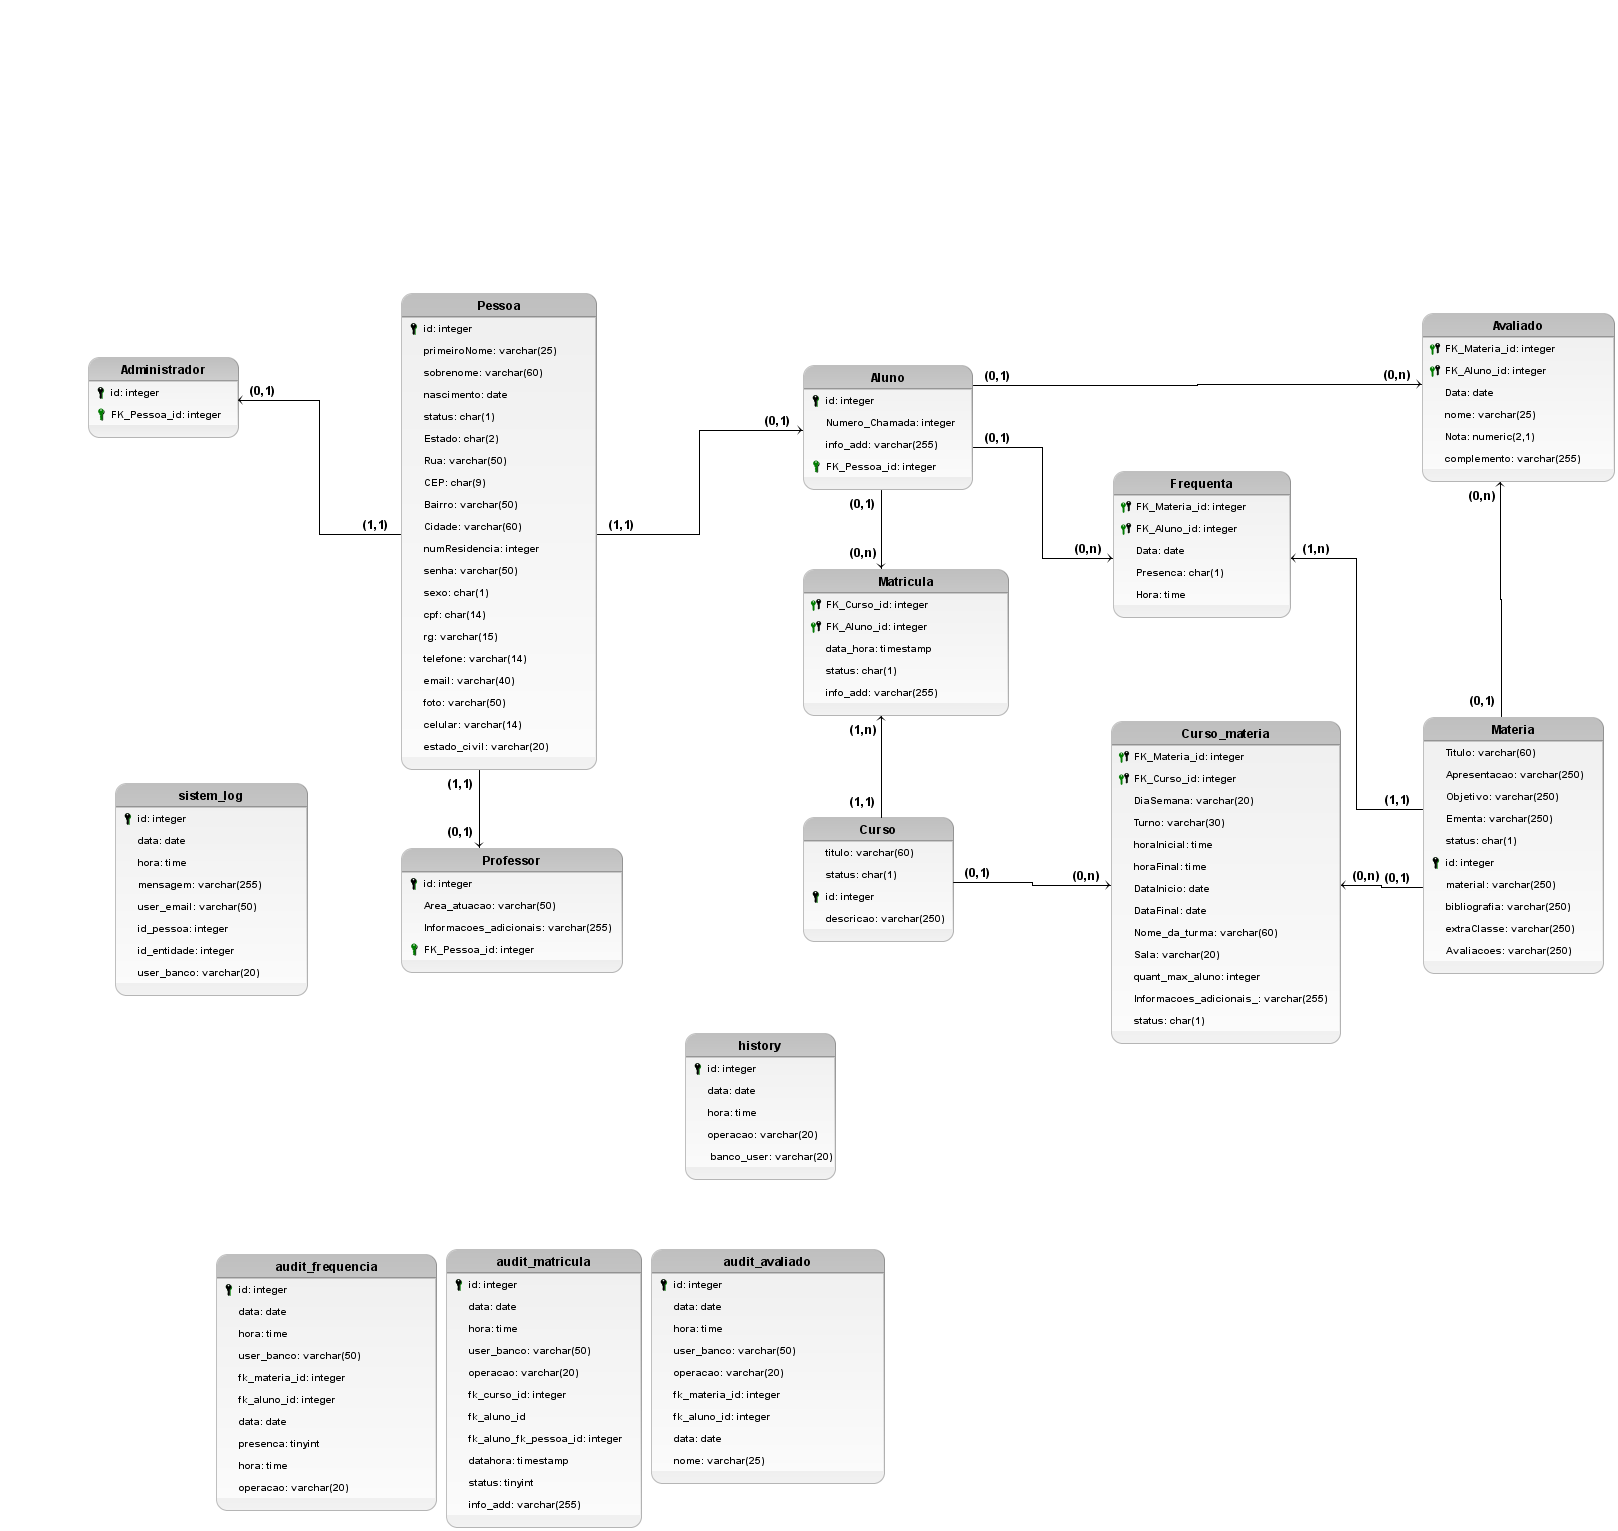 Pessoa
id: integer
primeiroNome: varchar(25)
sobrenome: varchar(60)
nascimento: date
status: char(1)
Estado: char(2)
Rua: varchar(50)
CEP: char(9)
Bairro: varchar(50)
Cidade: varchar(60)
numResidencia: integer
senha: varchar(50)
sexo: char(1)
cpf: char(14)
rg: varchar(15)
telefone: varchar(14)
email: varchar(40)
foto: varchar(50)
celular: varchar(14)
estado_civil: varchar(20)
Administrador
id: integer
FK_Pessoa_id: integer
(0,1)
(1,1)
(1,1)
(0,1)
Aluno
id: integer
Numero_Chamada: integer
info_add: varchar(255)
FK_Pessoa_id: integer
(0,1)
(0,n)
(0,1)
(0,n)
(0,1)
(0,n)
Avaliado
FK_Materia_id: integer
FK_Aluno_id: integer
Data: date
nome: varchar(25)
Nota: numeric(2,1)
complemento: varchar(255)
(0,n)
(0,1)
Frequenta
FK_Materia_id: integer
FK_Aluno_id: integer
Data: date
Presenca: char(1)
Hora: time
(1,n)
(1,1)
Matricula
FK_Curso_id: integer
FK_Aluno_id: integer
data_hora: timestamp
status: char(1)
info_add: varchar(255)
(1,n)
(1,1)
Curso_materia
FK_Materia_id: integer
FK_Curso_id: integer
DiaSemana: varchar(20)
Turno: varchar(30)
horaInicial: time
horaFinal: time
DataInicio: date
DataFinal: date
Nome_da_turma: varchar(60)
Sala: varchar(20)
quant_max_aluno: integer
Informacoes_adicionais_: varchar(255)
status: char(1)
(0,n) (0,1)
Materia
Titulo: varchar(60)
Apresentacao: varchar(250)
Objetivo: varchar(250)
Ementa: varchar(250)
status: char(1)
id: integer
material: varchar(250)
bibliografia: varchar(250)
extraClasse: varchar(250)
Avaliacoes: varchar(250)
Curso
titulo: varchar(60)
status: char(1)
id: integer
descricao: varchar(250)
(0,1)
(0,n)
(1,1)
(0,1)
Professor
id: integer
Area_atuacao: varchar(50)
Informacoes_adicionais: varchar(255)
FK_Pessoa_id: integer
sistem_log
id: integer
data: date
hora: time
mensagem: varchar(255)
user_email: varchar(50)
id_pessoa: integer
id_entidade: integer
user_banco: varchar(20)
history
id: integer
data: date
hora: time
operacao: varchar(20)
banco_user: varchar(20)
audit_frequencia
id: integer
data: date
hora: time
user_banco: varchar(50)
fk_materia_id: integer
fk_aluno_id: integer
data: date
presenca: tinyint
hora: time
operacao: varchar(20)
audit_matricula
id: integer
data: date
hora: time
user_banco: varchar(50)
operacao: varchar(20)
fk_curso_id: integer
fk_aluno_id
fk_aluno_fk_pessoa_id: integer
datahora: timestamp
status: tinyint
info_add: varchar(255)
audit_avaliado
id: integer
data: date
hora: time
user_banco: varchar(50)
operacao: varchar(20)
fk_materia_id: integer
fk_aluno_id: integer
data: date
nome: varchar(25)